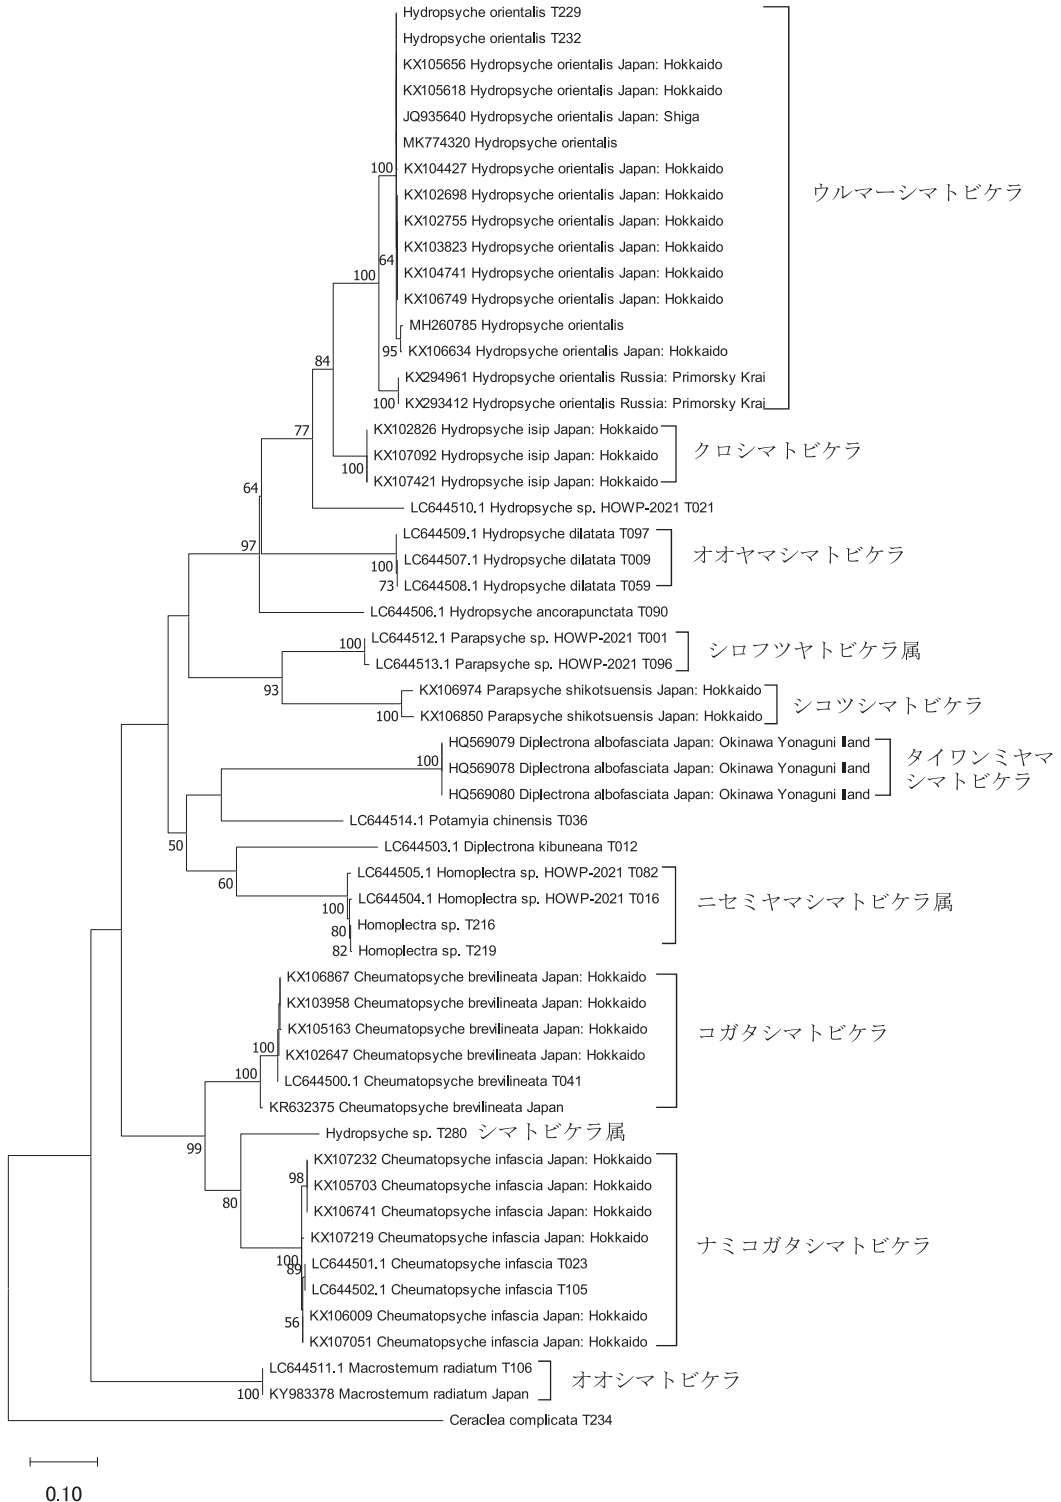 Hydropsyche orientalis T229
Hydropsyche orientalis T232
KX105656 Hydropsyche orientalis Japan: Hokkaido
KX105618 Hydropsyche orientalis Japan: Hokkaido
JQ935640 Hydropsyche orientalis Japan: Shiga
MK774320 Hydropsyche orientalis
100
KX104427 Hydropsyche orientalis Japan: Hokkaido
KX102698 Hydropsyche orientalis Japan: Hokkaido
ウルマーシマトビケラ
KX102755 Hydropsyche orientalis Japan: Hokkaido
KX103823 Hydropsyche orientalis Japan: Hokkaido
64
100
KX104741 Hydropsyche orientalis Japan: Hokkaido
KX106749 Hydropsyche orientalis Japan: Hokkaido
MH260785 Hydropsyche orientalis
95
KX106634 Hydropsyche orientalis Japan: Hokkaido
84
KX294961 Hydropsyche orientalis Russia: Primorsky Krai
100
KX293412 Hydropsyche orientalis Russia: Primorsky Krai
77
KX102826 Hydropsyche isip Japan: Hokkaido
KX107092 Hydropsyche isip Japan: Hokkaido
クロシマトビケラ
100
KX107421 Hydropsyche isip Japan: Hokkaido
64
LC644510.1 Hydropsyche sp. HOWP-2021 T021
LC644509.1 Hydropsyche dilatata T097
97
LC644507.1 Hydropsyche dilatata T009
オオヤマシマトビケラ
100
73
LC644508.1 Hydropsyche dilatata T059
LC644506.1 Hydropsyche ancorapunctata T090
100
LC644512.1 Parapsyche sp. HOWP-2021 T001
シロフツヤトビケラ属
LC644513.1 Parapsyche sp. HOWP-2021 T096
93
KX106974 Parapsyche shikotsuensis Japan: Hokkaido
シコツシマトビケラ
100
KX106850 Parapsyche shikotsuensis Japan: Hokkaido
HQ569079 Diplectrona albofasciata Japan: Okinawa Yonaguni
タイワンミヤマ
100
HQ569078 Diplectrona albofasciata Japan: Okinawa Yonaguni
シマトビケラ
HQ569080 Diplectrona albofasciata Japan: Okinawa Yonaguni
LC644514.1 Potamyia chinensis T036
50
LC644503.1 Diplectrona kibuneana T012
60
LC644505.1 Homoplectra sp. HOWP-2021 T082
LC644504.1 Homoplectra sp. HOWP-2021 T016
ニセミヤマシマトビケラ属
100
Homoplectra sp. T216
80
82
Homoplectra sp. T219
KX106867 Cheumatopsyche brevilineata Japan: Hokkaido
KX103958 Cheumatopsyche brevilineata Japan: Hokkaido
KX105163 Cheumatopsyche brevilineata Japan: Hokkaido
コガタシマトビケラ
100
KX102647 Cheumatopsyche brevilineata Japan: Hokkaido
100
LC644500.1 Cheumatopsyche brevilineata T041
KR632375 Cheumatopsyche brevilineata Japan
Hydropsyche sp. T280 シマトビケラ属
99
KX107232 Cheumatopsyche infascia Japan: Hokkaido
98
KX105703 Cheumatopsyche infascia Japan: Hokkaido
80
KX106741 Cheumatopsyche infascia Japan: Hokkaido
KX107219 Cheumatopsyche infascia Japan: Hokkaido
ナミコガタシマトビケラ
100
89
LC644501.1 Cheumatopsyche infascia T023
LC644502.1 Cheumatopsyche infascia T105
KX106009 Cheumatopsyche infascia Japan: Hokkaido
56
KX107051 Cheumatopsyche infascia Japan: Hokkaido
LC644511.1 Macrostemum radiatum T106
オオシマトビケラ
100
KY983378 Macrostemum radiatum Japan
Ceraclea complicata T234
0.10